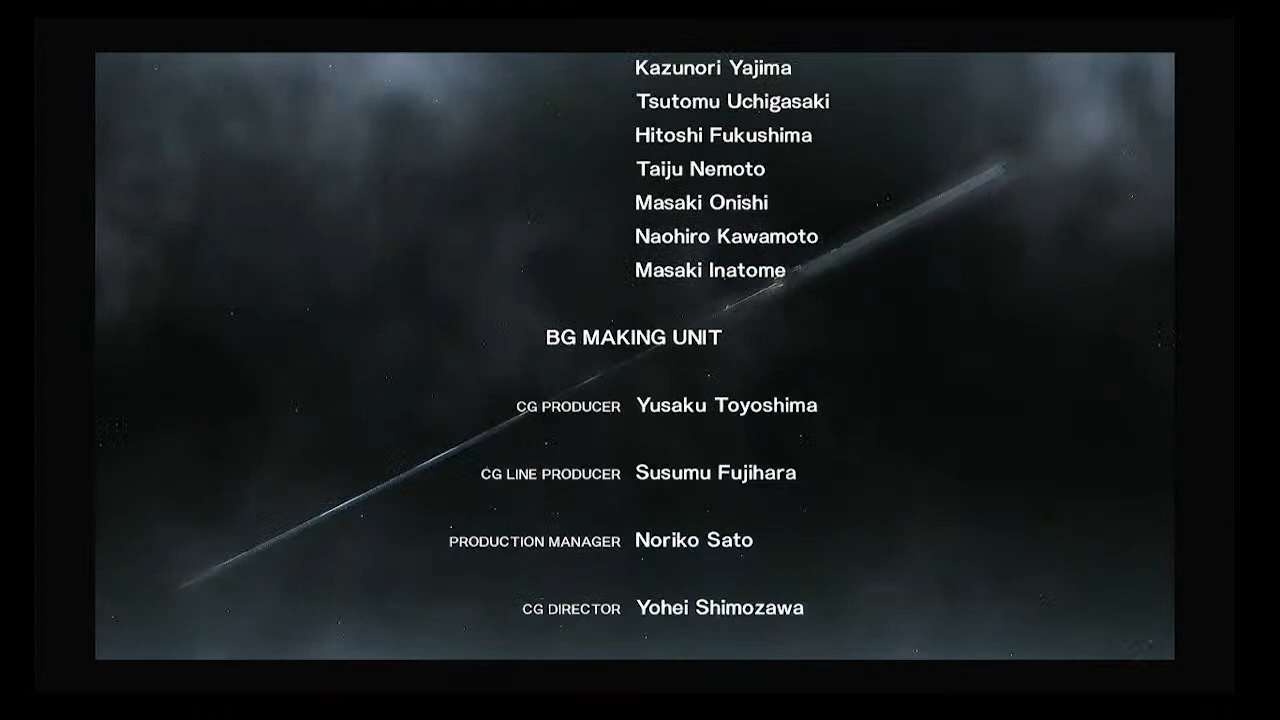 Kazunori Yajima
Tsutomu Uchigasaki
Hitoshi Fukushima
Taiju Nemoto
Masaki Onishi
Naohiro Kawamoto
Masaki Inatome
BG MAKING UNIT
CG PRODUCER Yusaku Toyoshima
CG LINE PRODUCER Susumu Fujihara
PRODUCTION MANAGER Noriko Sato
CG DIRECTOR Yohei Shimozawa